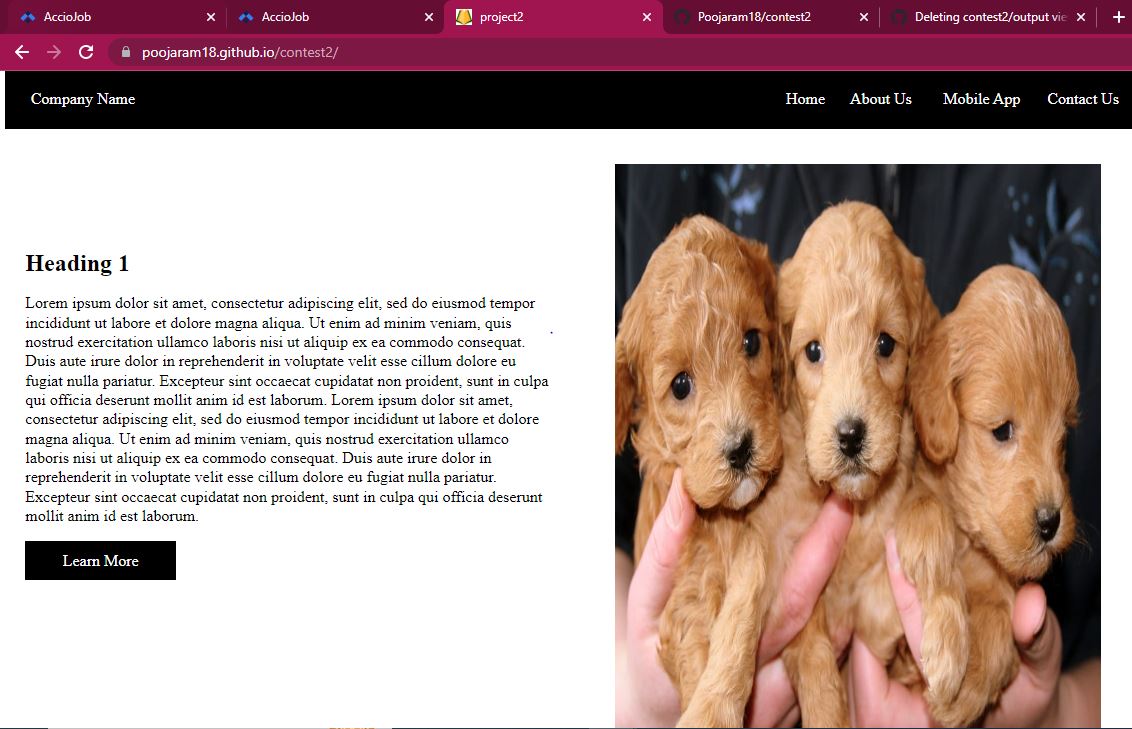 AccioJob
AccioJob
project2
Poojaram18/contest2
Deleting contest2/output vie
poojaram18.github.io/contest2/
Company Name
Home
About Us
Mobile App
Contact Us
Heading 1
Lorem ipsum dolor sit amet, consectetur adipiscing elit, sed do eiusmod tempor
incididunt ut labore et dolore magna aliqua. Ut enim ad minim veniam, quis
nostrud exercitation ullamco laboris nisi ut aliquip ex ea commodo consequat.
Duis aute irure dolor in reprehenderit in voluptate velit esse cillum dolore eu
fugiat nulla pariatur. Excepteur sint occaecat cupidatat non proident, sunt in culpa
qui officia deserunt mollit anim id est laborum. Lorem ipsum dolor sit amet,
consectetur adipiscing elit, sed do eiusmod tempor incididunt ut labore et dolore
magna aliqua. Ut enim ad minim veniam, quis nostrud exercitation ullamco
laboris nisi ut aliquip ex ea commodo consequat. Duis aute irure dolor in
reprehenderit in voluptate velit esse cillum dolore eu fugiat nulla pariatur.
Excepteur sint occaecat cupidatat non proident, sunt in culpa qui officia deserunt
mollit anim id est laborum.
Learn More